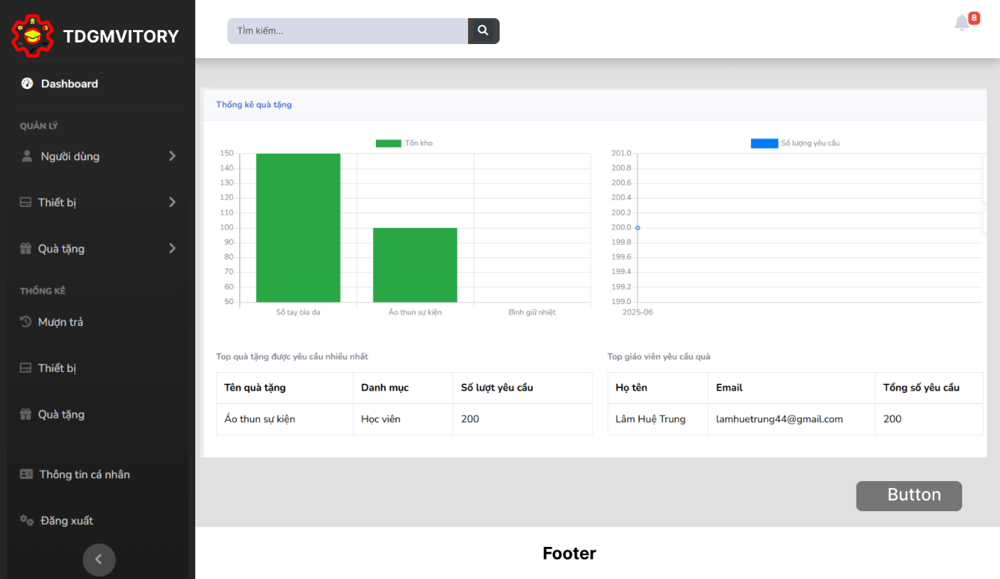 TDGMVITORY
Dashboard
QUẢN LÝ
Người dùng
Thiết bị
Quà tặng
THỐNG KÊ
Mượn trả
Thiết bị
Quà tặng
Thông tin cá nhân
Đăng xuất
TÌm kiếm...
8
Thống kê quà tặng
Tồn kho
150
140
130
120
110
100
90
80
70
60
50
Sổ tay bìa da Áo thun sự kiện Bình giữ nhiệt
Số lượng yêu cầu
201.0
200.8
200.6
200.4
200.2
200.0
199.8
199.6
199.4
199.2
199.0
2025-06
Top quà tặng được yêu cầu nhiều nhất
Tên quà tặng Danh mục Số lượt yêu cầu
Áo thun sự kiện Học viên 200
Top giáo viên yêu cầu quà
Họ tên Email Tổng số yêu cầu
Lâm Huệ Trung lamhuetrung44@gmail.com 200
Button
Footer